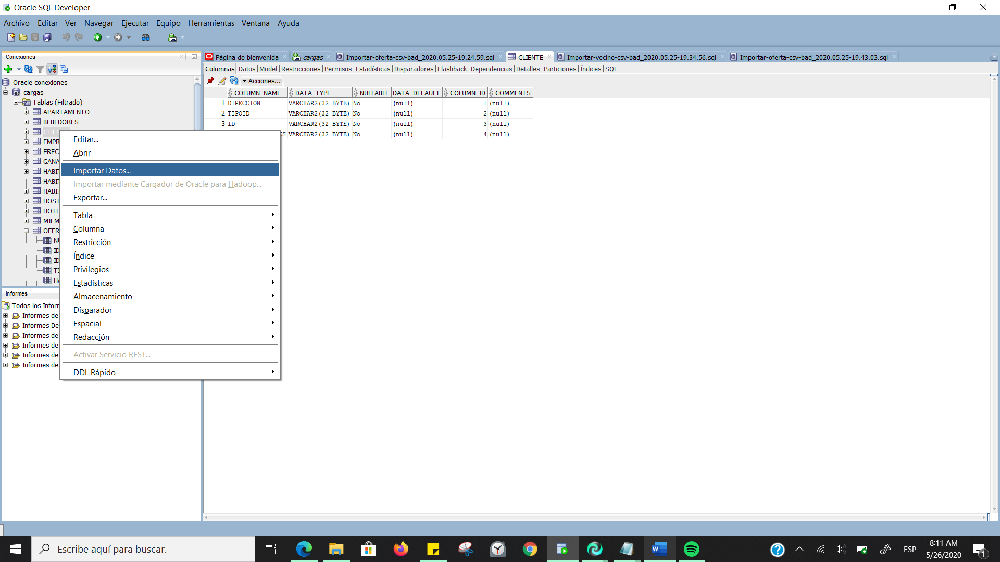 Oracle SQL Developer
Archivo Editar Ver Navegar Ejecutar Equipo Herramientas Ventana Ayuda
Conexiones
Oracle conexiones
cargas
Tablas (Filtrado)
APARTAMENTO
BEBEDORES
CLIEN
EMPR
FREC
GANA
HABIT
HABIT
HABIT
HOST
HOTE
MIEM
OFER
NU
ID
ID
TI
HA
Informes
Todos los Infor
Informes de
Informes De
Informes de
Informes de
Informes de
Informes de
Editar...
Abrir
Importar Datos...
Importar mediante Cargador de Oracle para Hadoop...
Exportar...
Tabla
Columna
Restricción
Índice
Privilegios
Estadísticas
Almacenamiento
Disparador
Espacial
Redacción
Activar Servicio REST...
DDL Rápido
Página de bienvenida cargas Importar-oferta-csv-bad_2020.05.25-19.24.59.sql CLIENTE Importar-vecino-csv-bad_2020.05.25-19.34.56.sql Importar-oferta-csv-bad_2020.05.25-19.43.03.sql
Columnas Datos Model Restricciones Permisos Estadísticas Disparadores Flashback Dependencias Detalles Particiones Índices SQL
Acciones...
COLUMN_NAME DATA_TYPE NULLABLE DATA_DEFAULT COLUMN_ID COMMENTS
1 DIRECCION VARCHAR2(32 BYTE) No (null) 1 (null)
2 TIPOID VARCHAR2(32 BYTE) No (null) 2 (null)
3 ID VARCHAR2(32 BYTE) No (null) 3 (null)
S VARCHAR2(32 BYTE) No (null) 4 (null)
Escribe aquí para buscar.
ESP
8:11 AM
5/26/2020
1